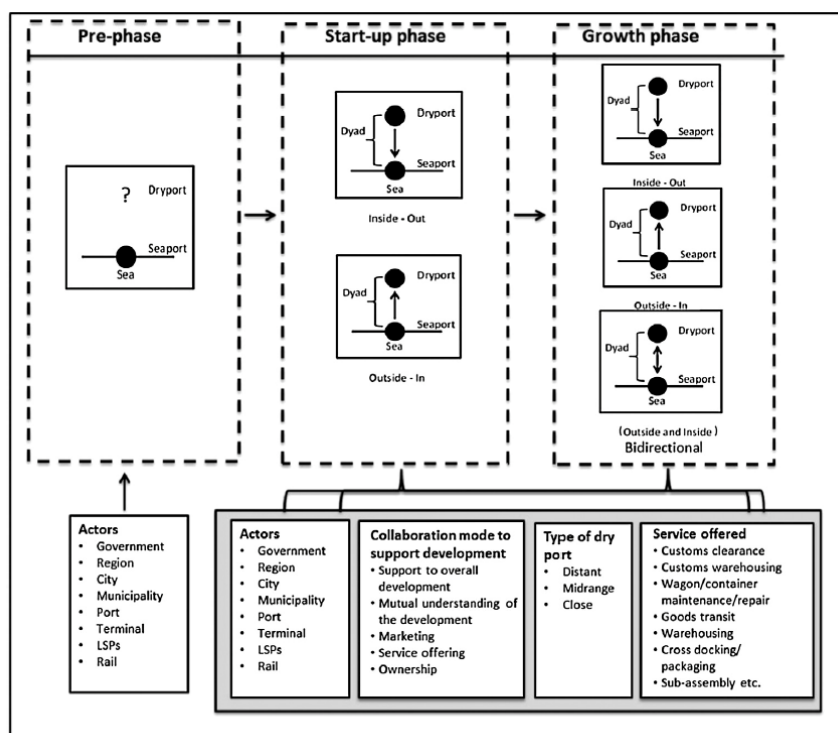 Pre-phase
Start-up phase
Growth phase
?
Dryport
Seaport
Sea
Dyad
Dryport
Seaport
Sea
Inside - Out
Dyad
Dryport
Seaport
Sea
Outside - In
Dyad
Dryport
Seaport
Sea
Inside - Out
Dyad
Dryport
Seaport
Sea
Outside - In
Dyad
Dryport
Seaport
Sea
(Outside and Inside)
Bidirectional
Actors
• Government
• Region
• City
• Municipality
• Port
• Terminal
• LSPs
• Rail
Actors
• Government
• Region
• City
• Municipality
• Port
• Terminal
• LSPs
• Rail
Collaboration mode to
support development
• Support to overall
development
• Mutual understanding of
the development
• Marketing
• Service offering
• Ownership
Type of dry
port
• Distant
• Midrange
• Close
Service offered
• Customs clearance
• Customs warehousing
• Wagon/container
maintenance/repair
• Goods transit
• Warehousing
• Cross docking/
packaging
• Sub-assembly etc.